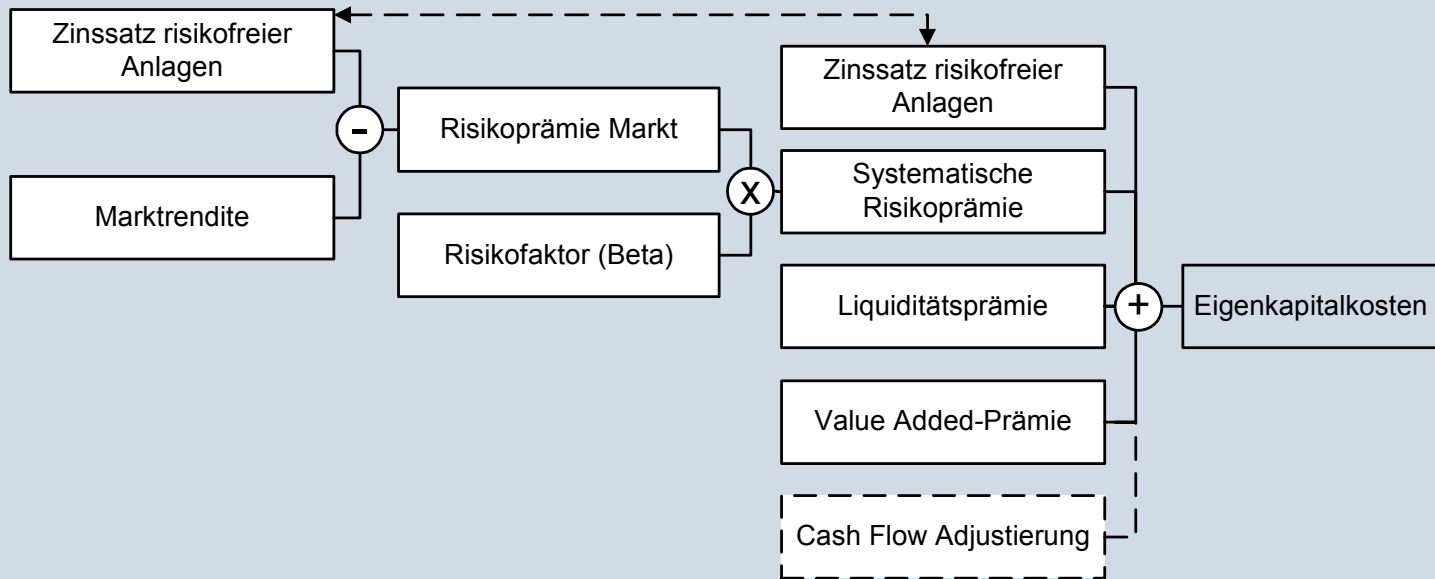 Zinssatz risikofreier
Anlagen
-
Marktrendite
Risikoprämie Markt
X
Risikofaktor (Beta)
Zinssatz risikofreier
Anlagen
Systematische
Risikoprämie
Liquiditätsprämie
+
Eigenkapitalkosten
Value Added-Prämie
Cash Flow Adjustierung